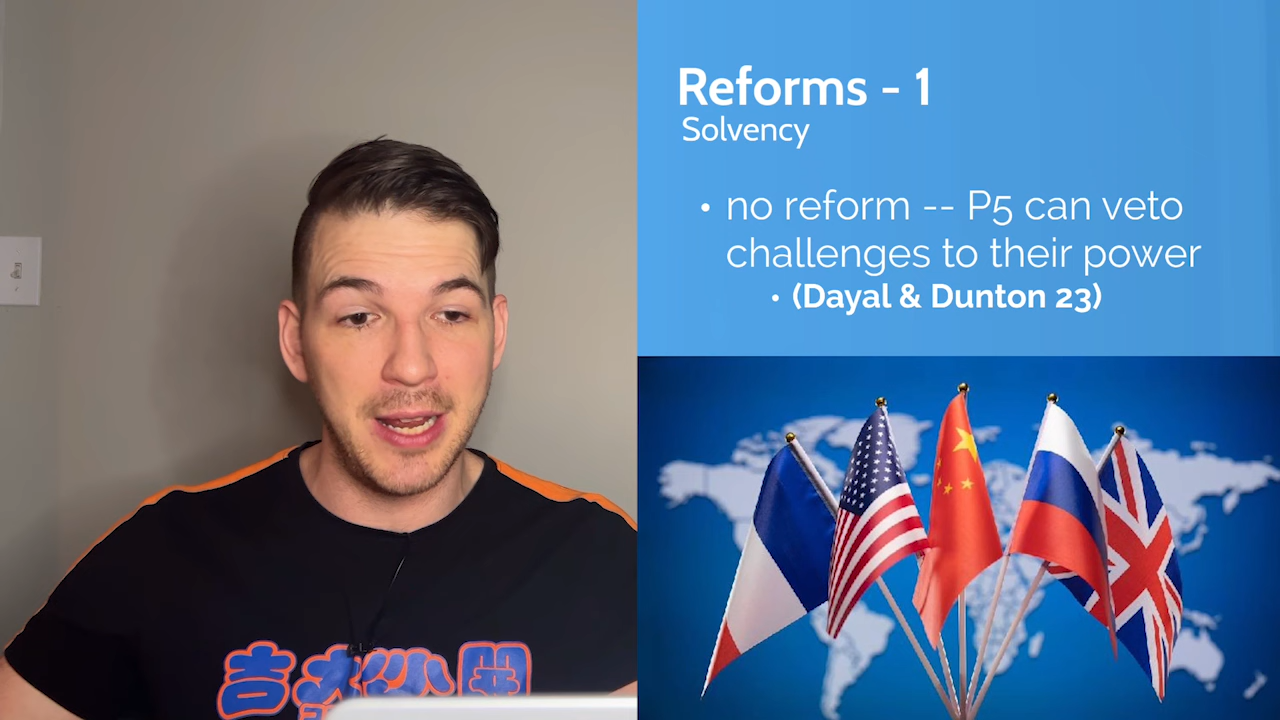 Reforms - 1
Solvency
• no reform -- P5 can veto
challenges to their power
• (Dayal & Dunton 23)